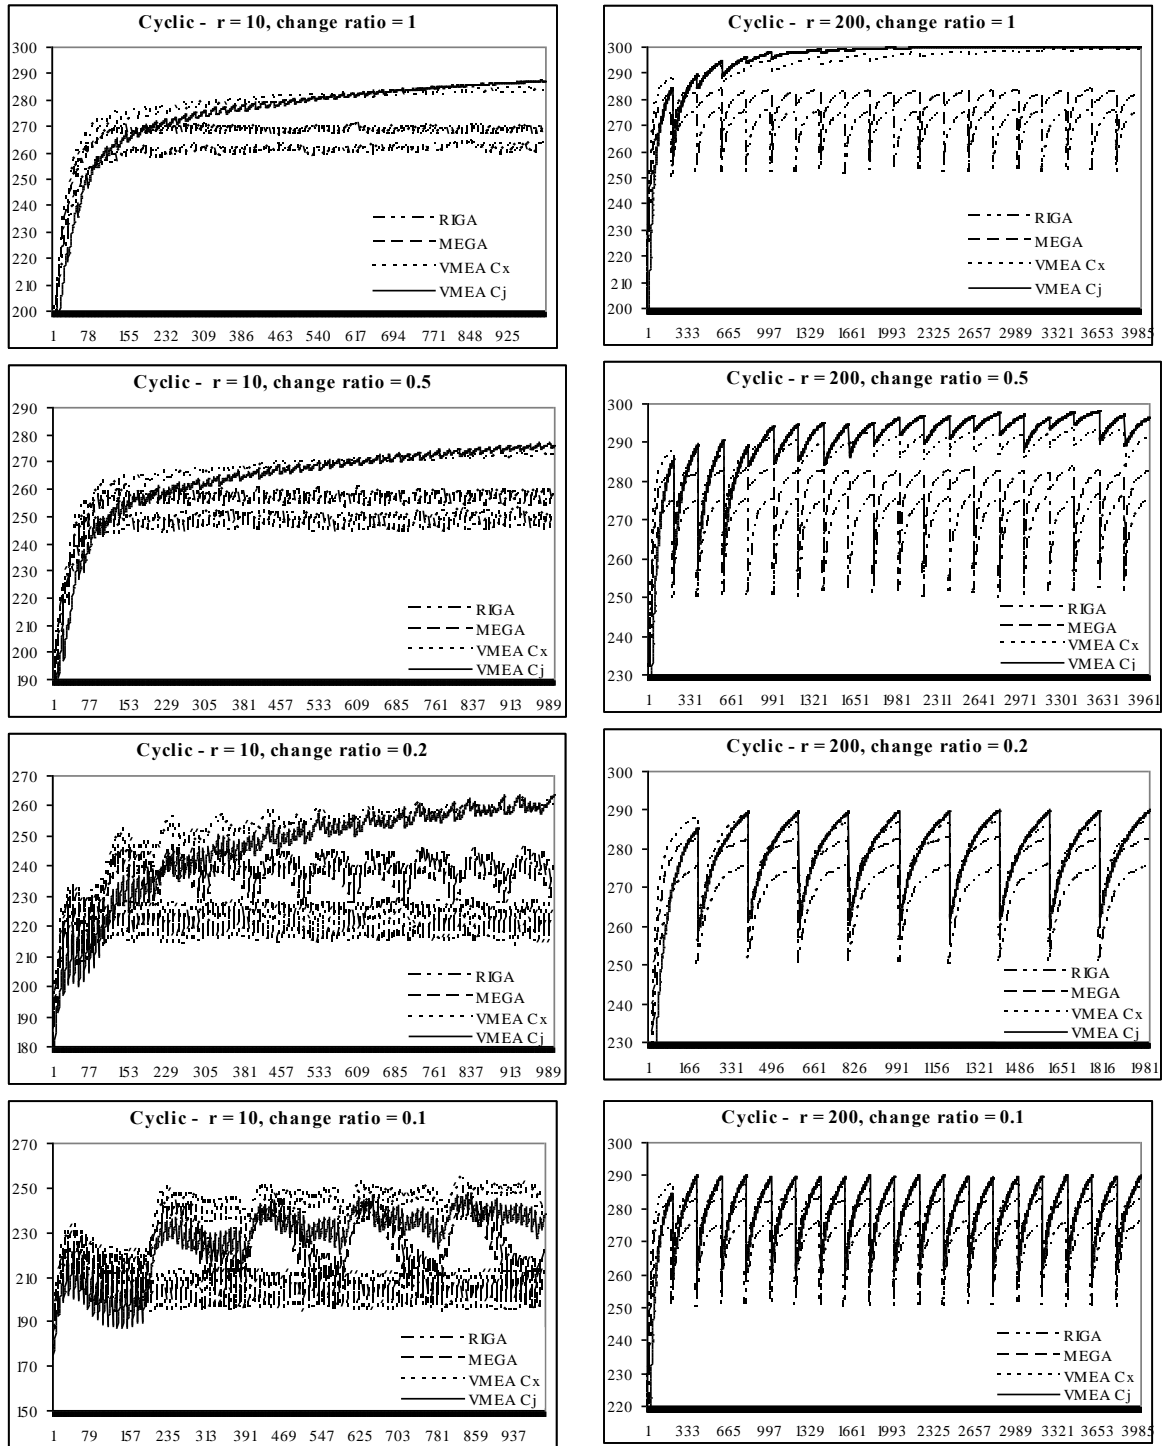 Cyclic - r = 10, change ratio = 1
300
290
280
270
260
250
240
230
220
210
200
RIGA
MEGA
VMEA Cx
VMEA Cj
1 78 155 232 309 386 463 540 617 694 771 848 925
Cyclic - r = 200, change ratio = 1
300
290
280
270
260
250
240
230
220
210
200
RIGA
MEGA
VMEA Cx
VMEA Cj
1 333 665 997 1329 1661 1993 2325 2657 2989 3321 3653 3985
Cyclic - r = 10, change ratio = 0.5
290
280
270
260
250
240
230
220
210
200
190
RIGA
MEGA
VMEA Cx
VMEA Cj
1 77 153 229 305 381 457 533 609 685 761 837 913 989
Cyclic - r = 200, change ratio = 0.5
300
290
280
270
260
250
240
230
RIGA
MEGA
VMEA Cx
VMEA Cj
1 331 661 991 1321 1651 1981 2311 2641 2971 3301 3631 3961
Cyclic - r = 10, change ratio = 0.2
270
260
250
240
230
220
210
200
190
180
RIGA
MEGA
VMEA Cx
VMEA Cj
1 77 153 229 305 381 457 533 609 685 761 837 913 989
Cyclic - r = 200, change ratio = 0.2
300
290
280
270
260
250
240
230
RIGA
MEGA
VMEA Cx
VMEA Cj
1 166 331 496 661 826 991 1156 1321 1486 1651 1816 1981
Cyclic - r = 10, change ratio = 0.1
270
250
230
210
190
170
150
RIGA
MEGA
VMEA Cx
VMEA Cj
1 79 157 235 313 391 469 547 625 703 781 859 937
Cyclic - r = 200, change ratio = 0.1
300
290
280
270
260
250
240
230
220
RIGA
MEGA
VMEA Cx
VMEA Cj
1 333 665 997 1329 1661 1993 2325 2657 2989 3321 3653 3985